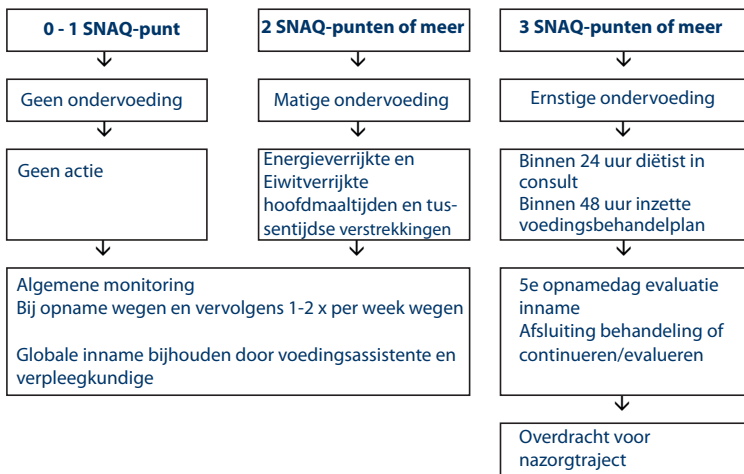 0 - 1 SNAQ-punt
2 SNAQ-punten of meer
3 SNAQ-punten of meer
Geen ondervoeding
Matige ondervoeding
Ernstige ondervoeding
Geen actie
Energieverrijkte en
Eiwitverrijkte
hoofdmaaltijden en tus-
sentijdse verstrekkingen
Binnen 24 uur diëtist in
consult
Binnen 48 uur inzette
voedingsbehandelplan
Algemene monitoring
Bij opname wegen en vervolgens 1-2 x per week wegen
Globale inname bijhouden door voedingsassistente en
verpleegkundige
5e opnamedag evaluatie
inname
Afsluiting behandeling of
continueren/evalueren
Overdracht voor
nazorgtraject